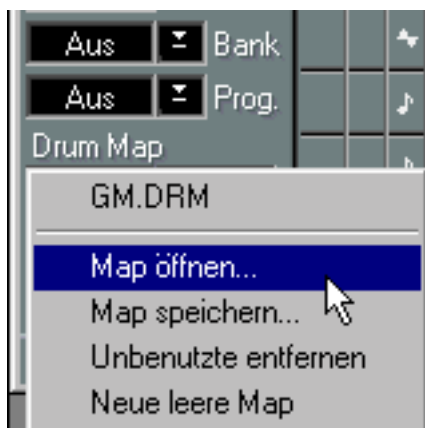 Aus Bank
Aus Prog.
Drum Map
GM.DRM
Map öffnen...
Map speichern...
Unbenutzte entfernen
Neue leere Map